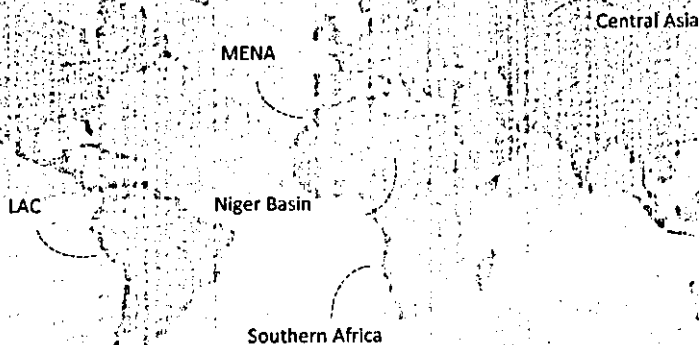 Central Asia
MENA
LAC
Niger Basin
Southern Africa